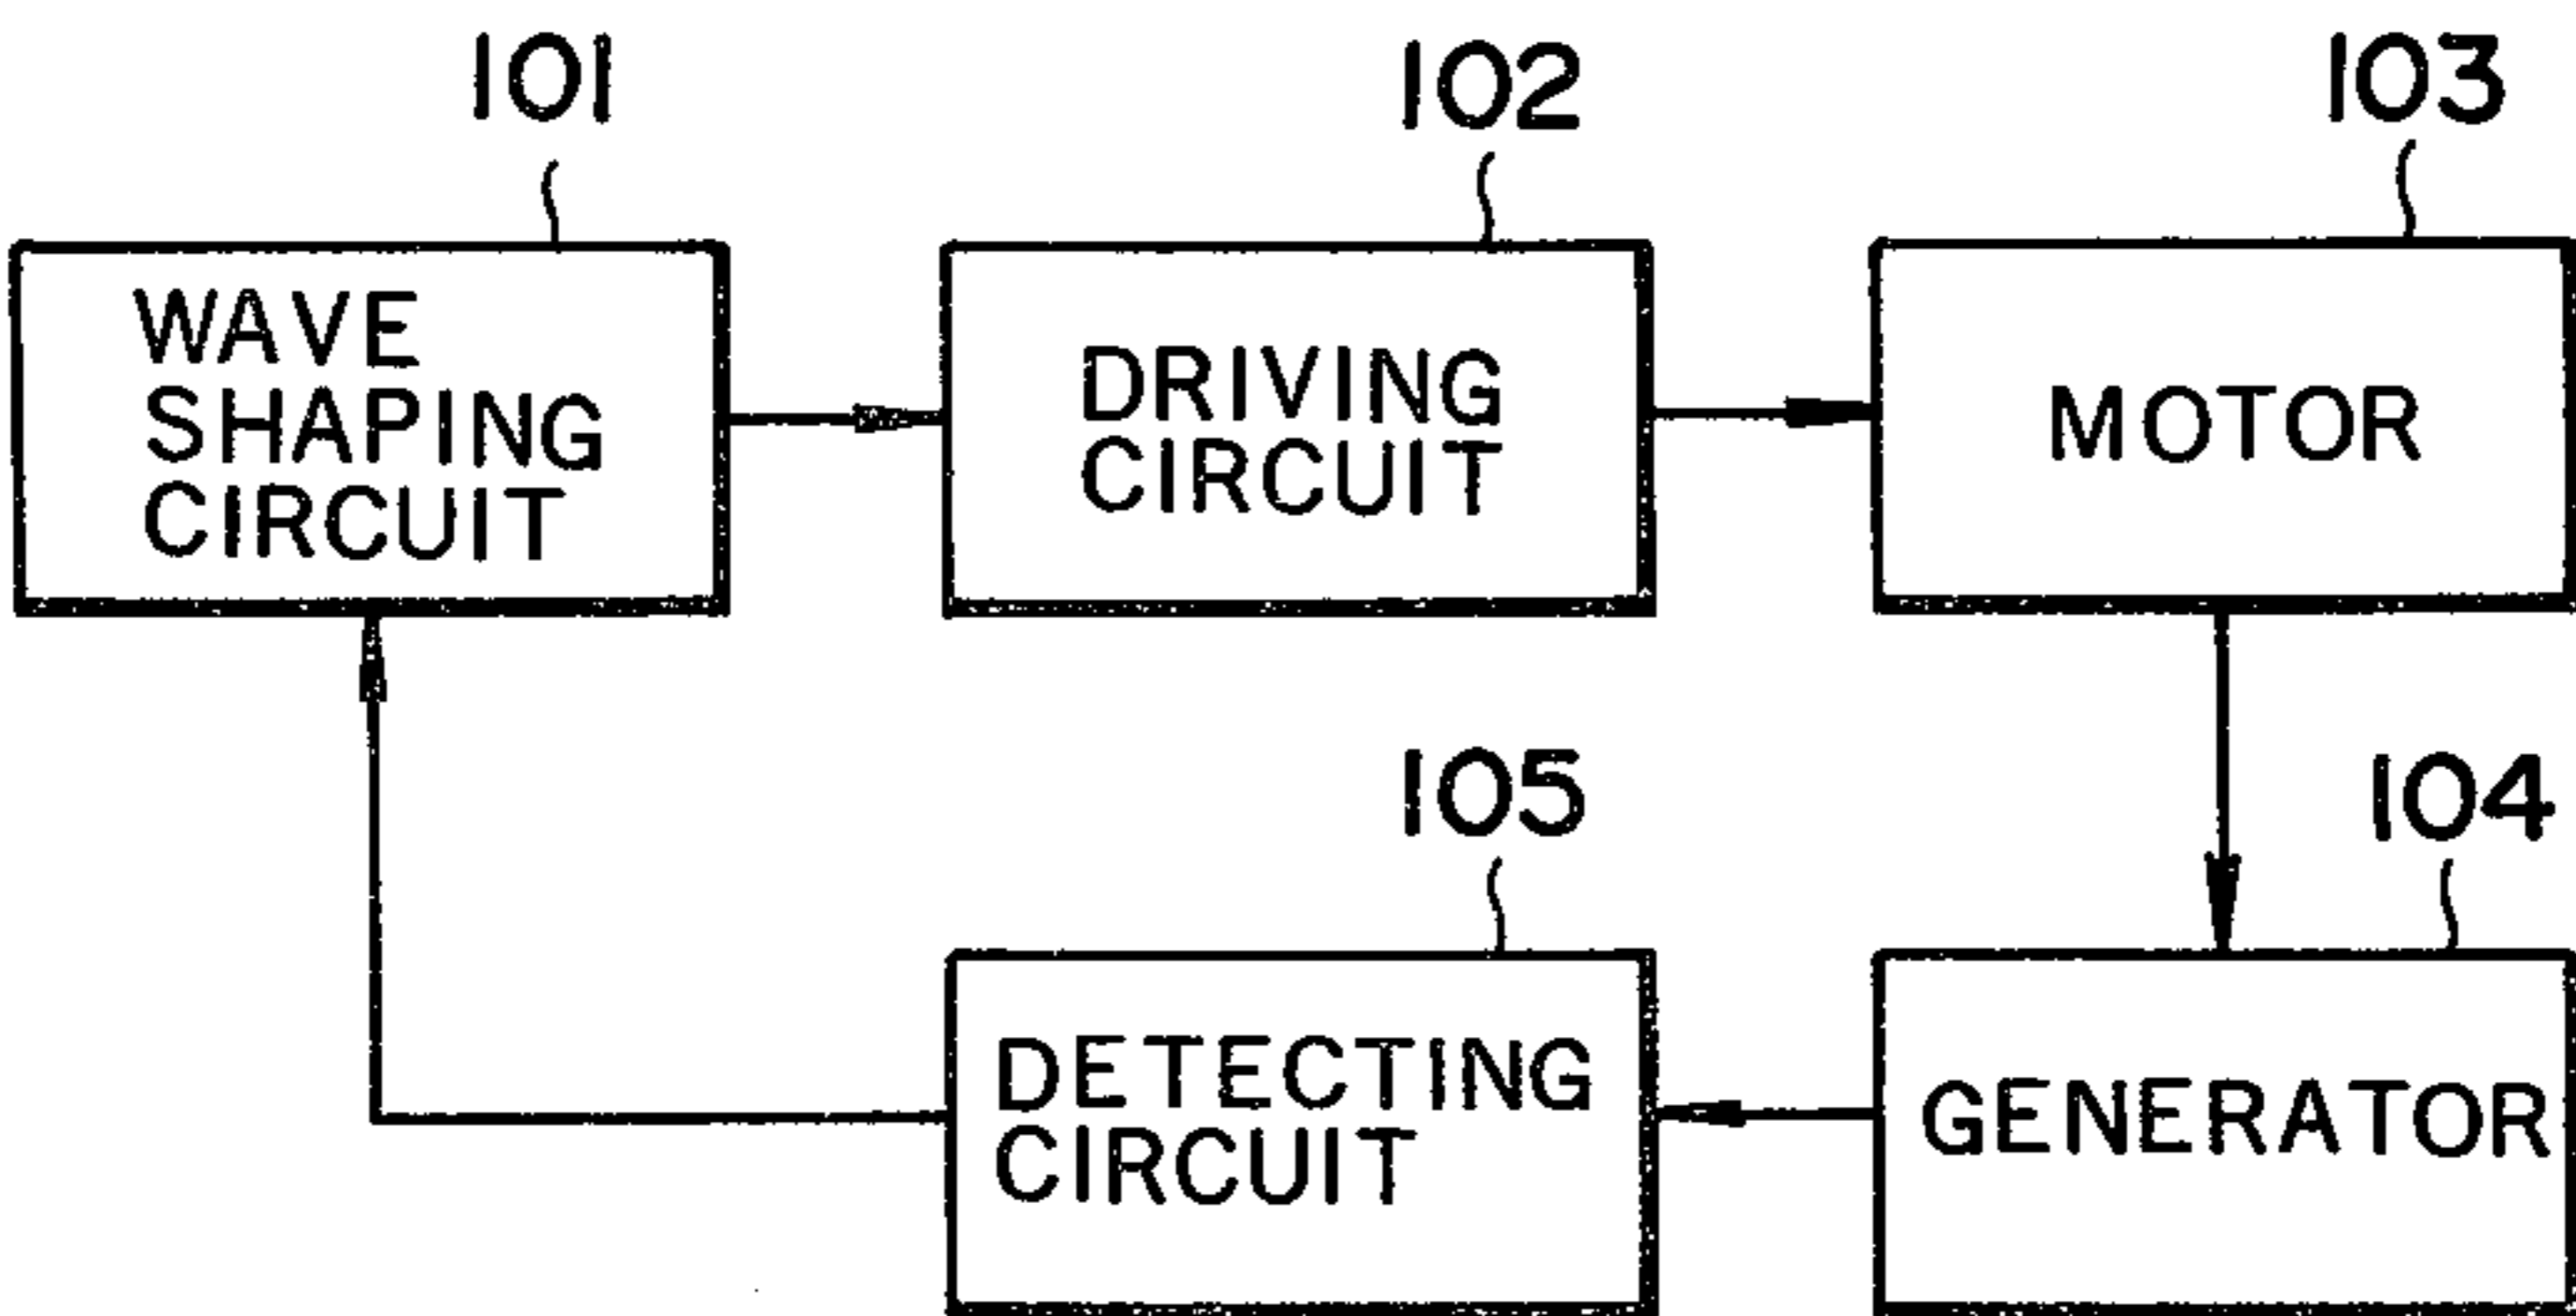 101
102
103
WAVE
SHAPING
CIRCUIT
DRIVING
CIRCUIT
MOTOR
105
104
DETECTING
CIRCUIT
GENERATOR